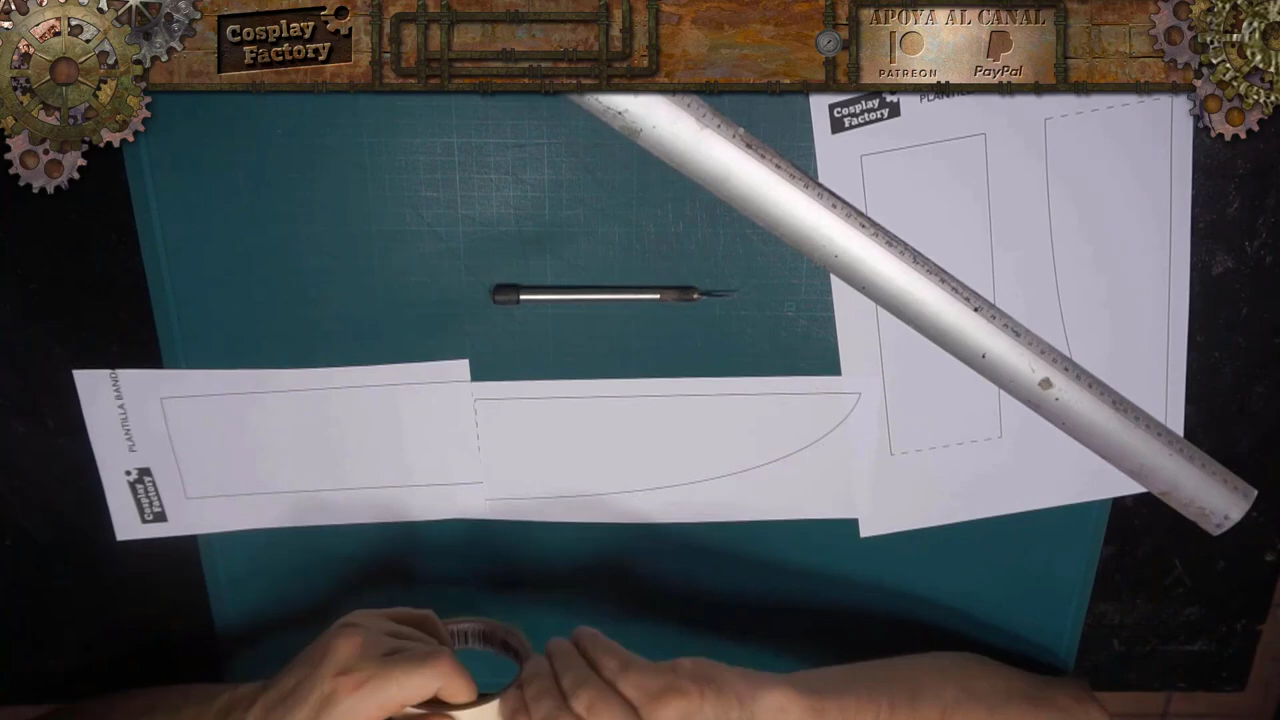 Cosplay
Factory
APOYA AL CANAL
PATREON
PayPal
Cosplay
Factory
PLANTILLA BANDA
Cosplay
Factory